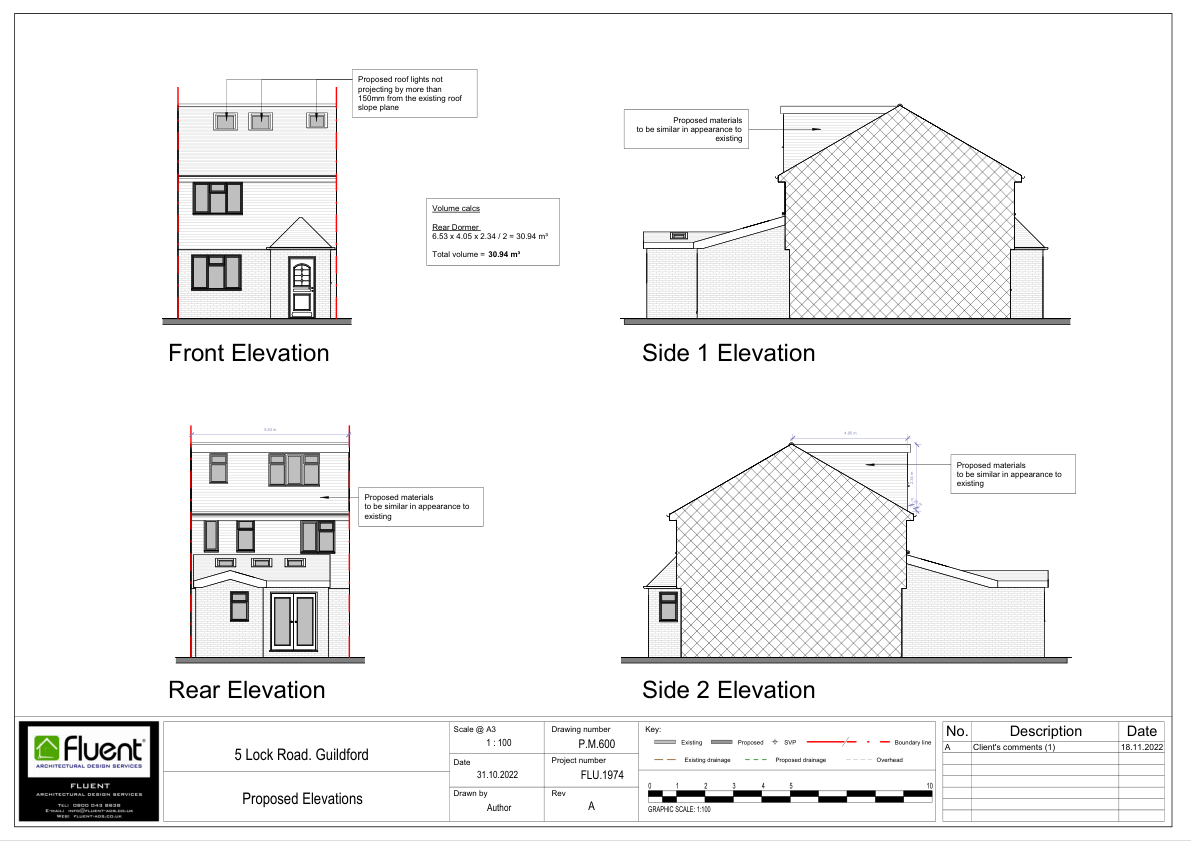 Proposed roof lights not
projecting by more than
150mm from the existing roof
slope plane
Proposed materials
to be similar in appearance to
existing
Volume calcs
Rear Dormer
6.53 x 4.05 x 2.34 / 2 = 30.94 m³
Total volume = 30.94 m³
Front Elevation
Side 1 Elevation
4.05 m
Proposed materials
to be similar in appearance to
existing
Proposed materials
to be similar in appearance to
existing
Rear Elevation
Side 2 Elevation
Fluent
ARCHITECTURAL DESIGN SERVICES
FLUENT
ARCHITECTURAL DESIGN SERVICES
TEL: 0800 043 8838
E-MAIL: INFO@FLUENT-ADS.CO.UK
WEB: FLUENT-ADS.CO.UK
5 Lock Road. Guildford
Proposed Elevations
Scale @ A3
1 : 100
Date
31.10.2022
Drawn by
Author
Drawing number
P.M.600
Project number
FLU.1974
Rev
A
Key:
Existing Proposed SVP Boundary line
Existing drainage Proposed drainage Overhead
0 1 2 3 4 5 10
GRAPHIC SCALE: 1:100
No. Description Date
A Client's comments (1) 18.11.2022